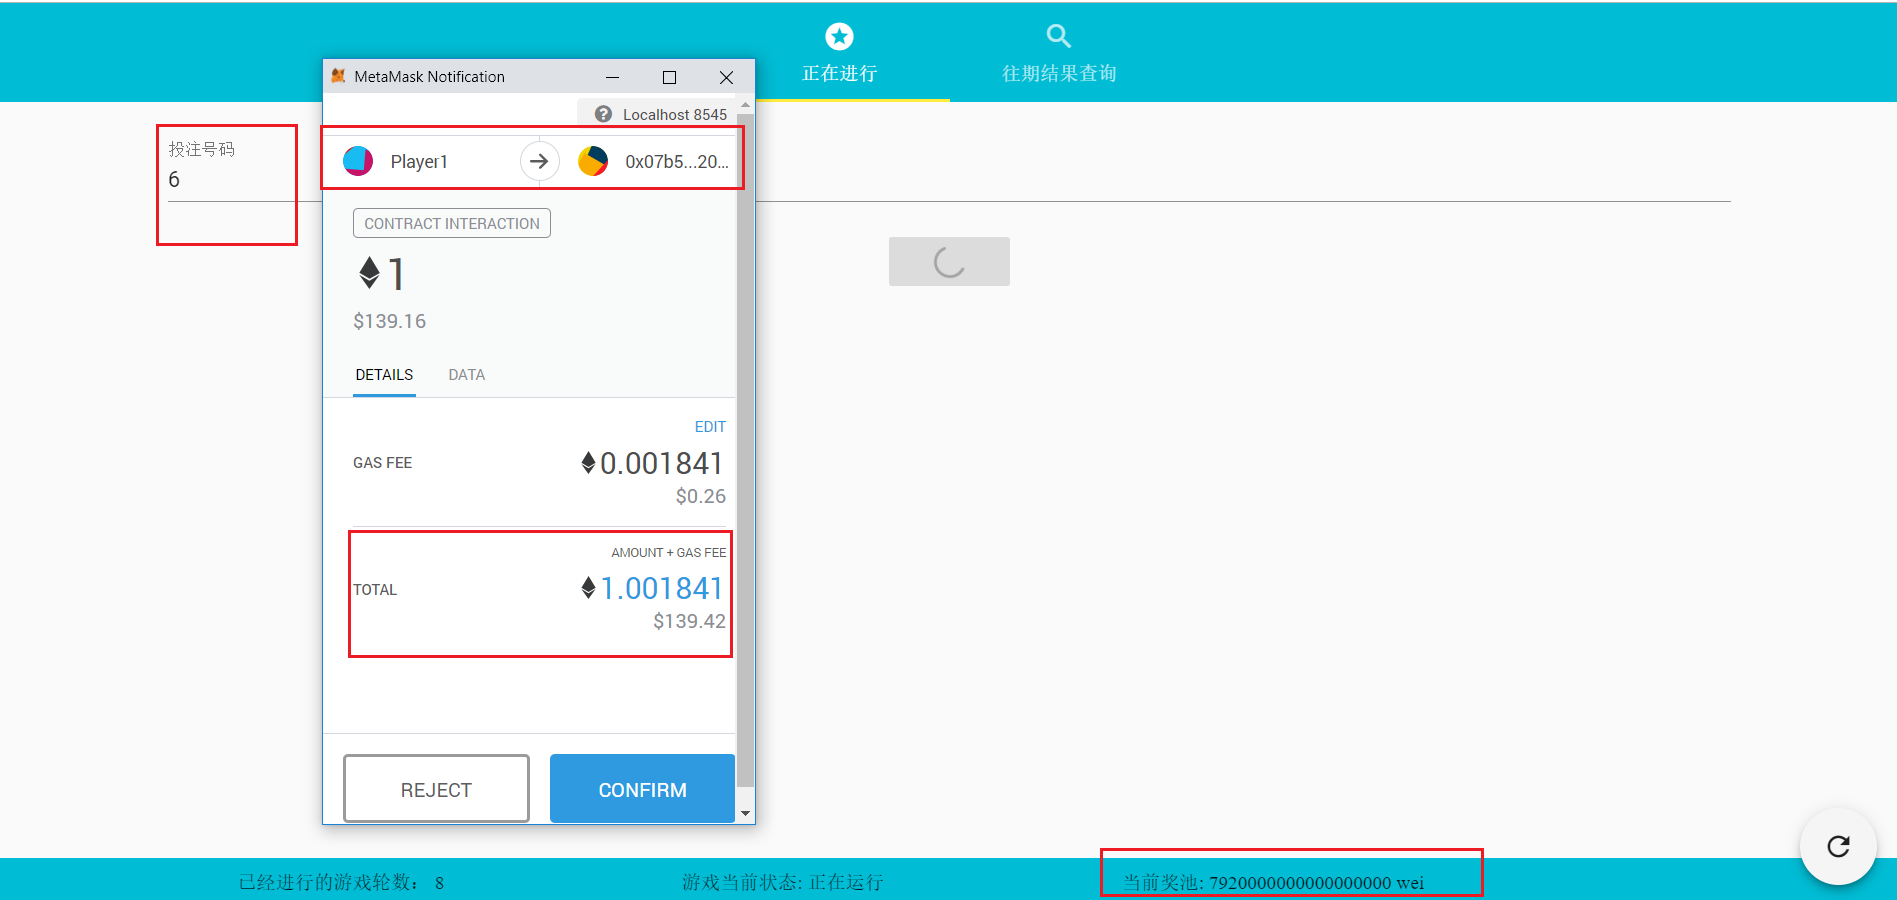 正在进行
往期结果查询
MetaMask Notification
Localhost 8545
投注号码
6
Player1
0x07b5...20...
CONTRACT INTERACTION
1
$139.16
DETAILS
DATA
EDIT
GAS FEE
0.001841
$0.26
AMOUNT + GAS FEE
TOTAL
1.001841
$139.42
REJECT
CONFIRM
已经进行的游戏轮数： 8
游戏当前状态: 正在运行
当前奖池: 7920000000000000000 wei